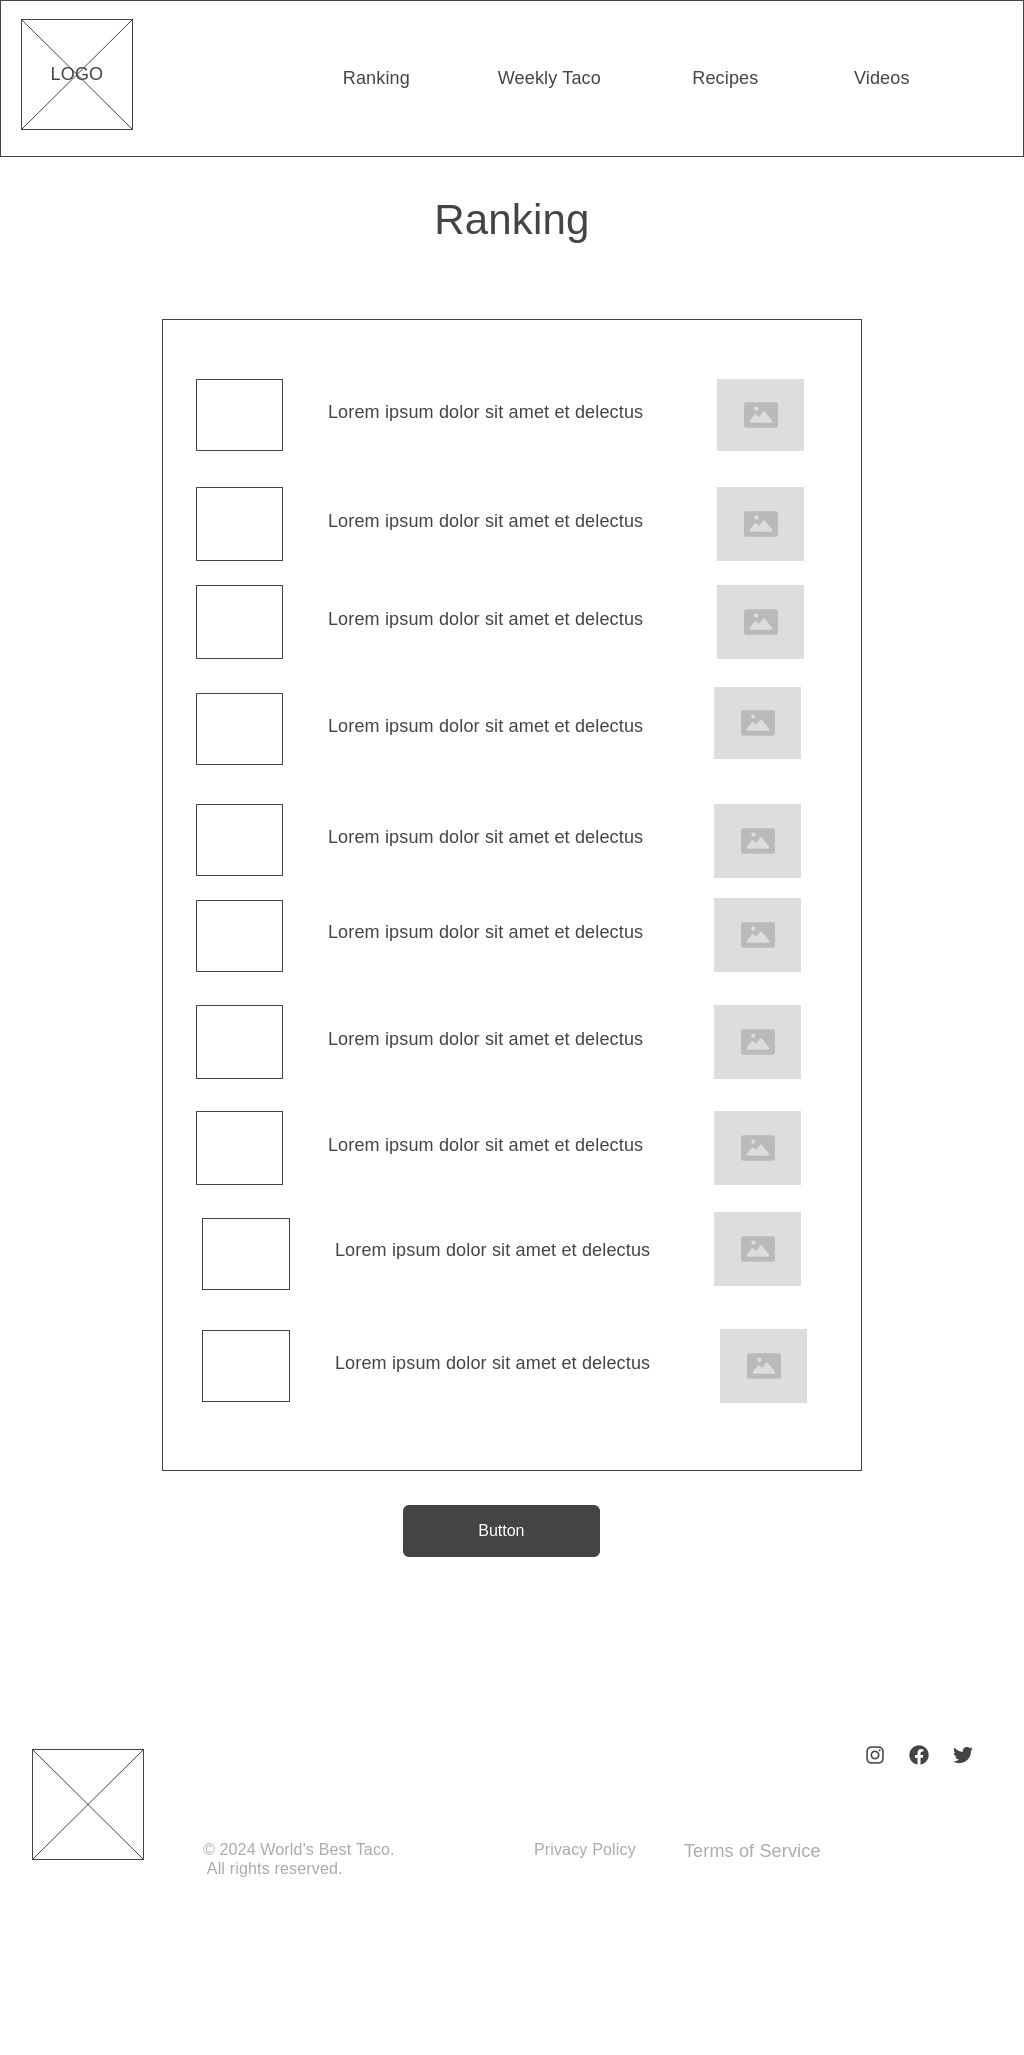 LOGO
Ranking
Weekly Taco
Recipes
Videos
Ranking
Lorem ipsum dolor sit amet et delectus
Lorem ipsum dolor sit amet et delectus
Lorem ipsum dolor sit amet et delectus
Lorem ipsum dolor sit amet et delectus
Lorem ipsum dolor sit amet et delectus
Lorem ipsum dolor sit amet et delectus
Lorem ipsum dolor sit amet et delectus
Lorem ipsum dolor sit amet et delectus
Lorem ipsum dolor sit amet et delectus
Lorem ipsum dolor sit amet et delectus
Button
© 2024 World's Best Taco.
All rights reserved.
Privacy Policy
Terms of Service